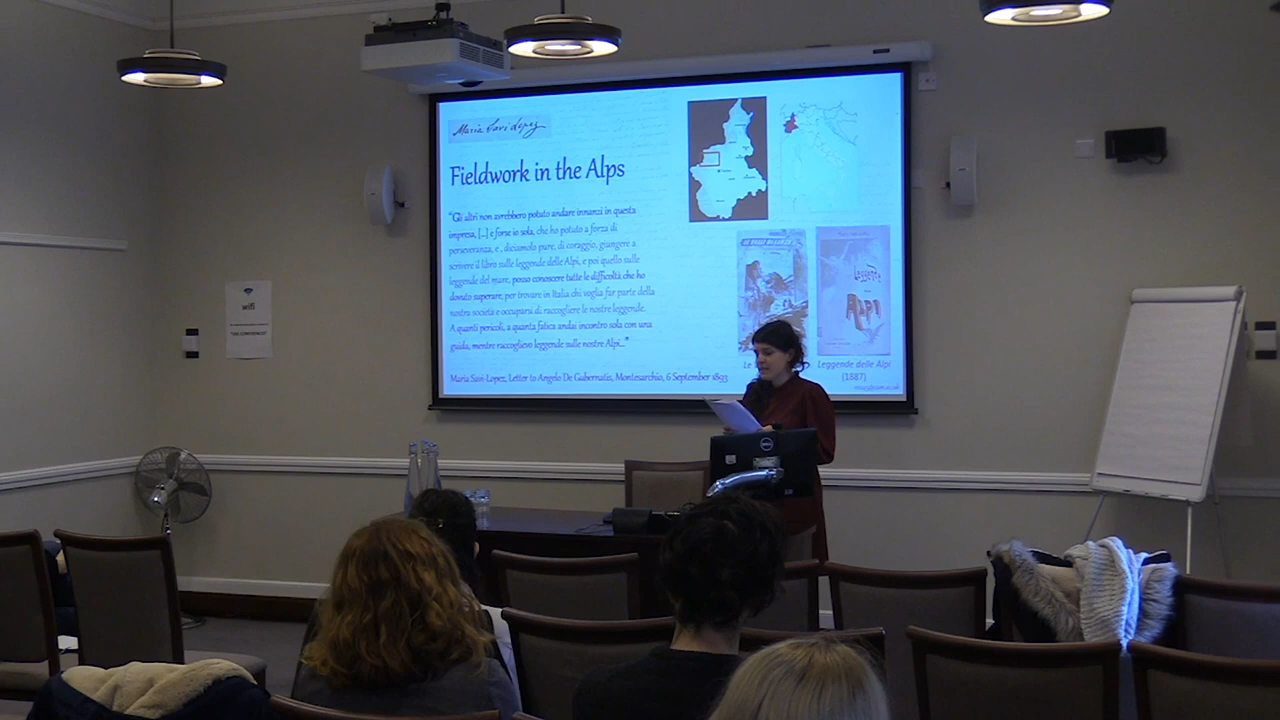 Maria Savi Lopez
Fieldwork in the Alps
"Gli altri non avrebbero potuto andare innanzi in questa
impresa, [...] e forse io sola, che ho potuto a forza di
perseveranza, e , diciamolo pure, di coraggio, giungere a
scrivere il libro sulle leggende delle Alpi, e poi quello sulle
leggende del mare, posso conoscere tutte le difficoltà che ho
dovuto superare, per trovare in Italia chi voglia far parte della
nostra società e occuparsi di raccogliere le nostre leggende.
A quanti pericoli, a quanta fatica andai incontro sola con una
guida, mentre raccoglievo leggende sulle nostre Alpi..."
Maria Savi-Lopez, Letter to Angelo De Gubernatis, Montesarchio, 6 September 1893
Leggende
ALPI
Le
Leggende delle Alpi
(1887)
wifi
DELL